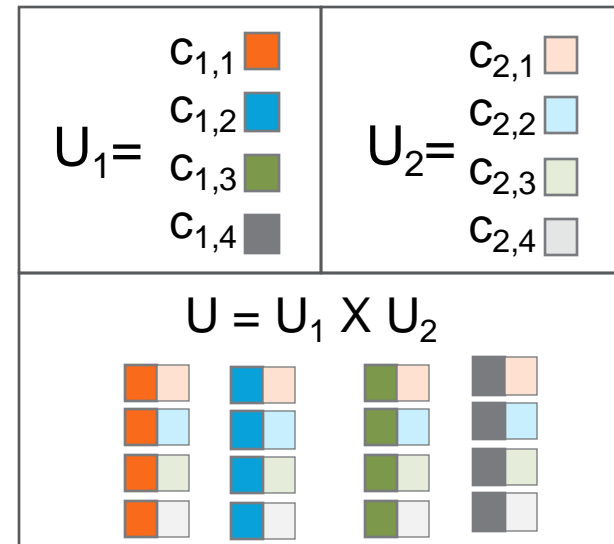 U₁=
c₁,₁
c₁,₂
c₁,₃
c₁,₄
U₂=
c₂,₁
c₂,₂
c₂,₃
c₂,₄
U = U₁ X U₂